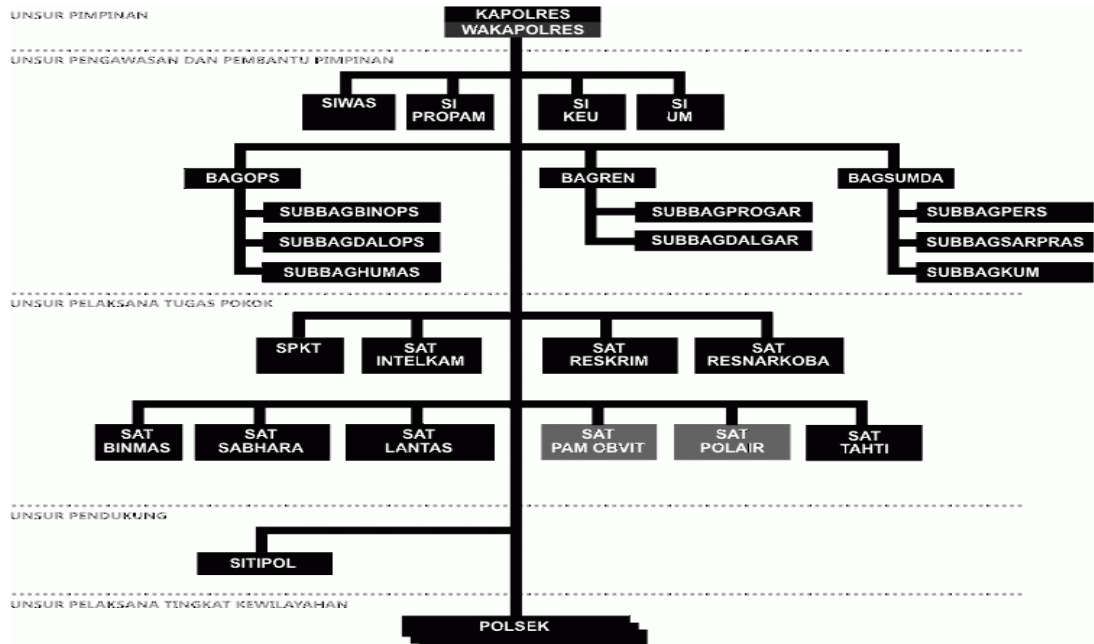 UNSUR PIMPINAN
KAPOLRES
WAKAPOLRES
UNSUR PENGAWASAN DAN PEMBANTU PIMPINAN
SIWAS
SI
PROPAM
SI
KEU
SI
UM
BAGOPS
BAGREN
BAGSUMDA
SUBBAGBINOPS
SUBBAGPROGAR
SUBBAGPERS
SUBBAGDALOPS
SUBBAGDALGAR
SUBBAGSARPRAS
SUBBAGHUMAS
SUBBAGKUM
UNSUR PELAKSANA TUGAS POKOK
SPKT
SAT
INTELKAM
SAT
RESKRIM
SAT
RESNARKOBA
SAT
BINMAS
SAT
SABHARA
SAT
LANTAS
SAT
PAM OBVIT
SAT
POLAIR
SAT
TAHTI
UNSUR PENDUKUNG
SITIPOL
UNSUR PELAKSANA TINGKAT KEWILAYAHAN
POLSEK